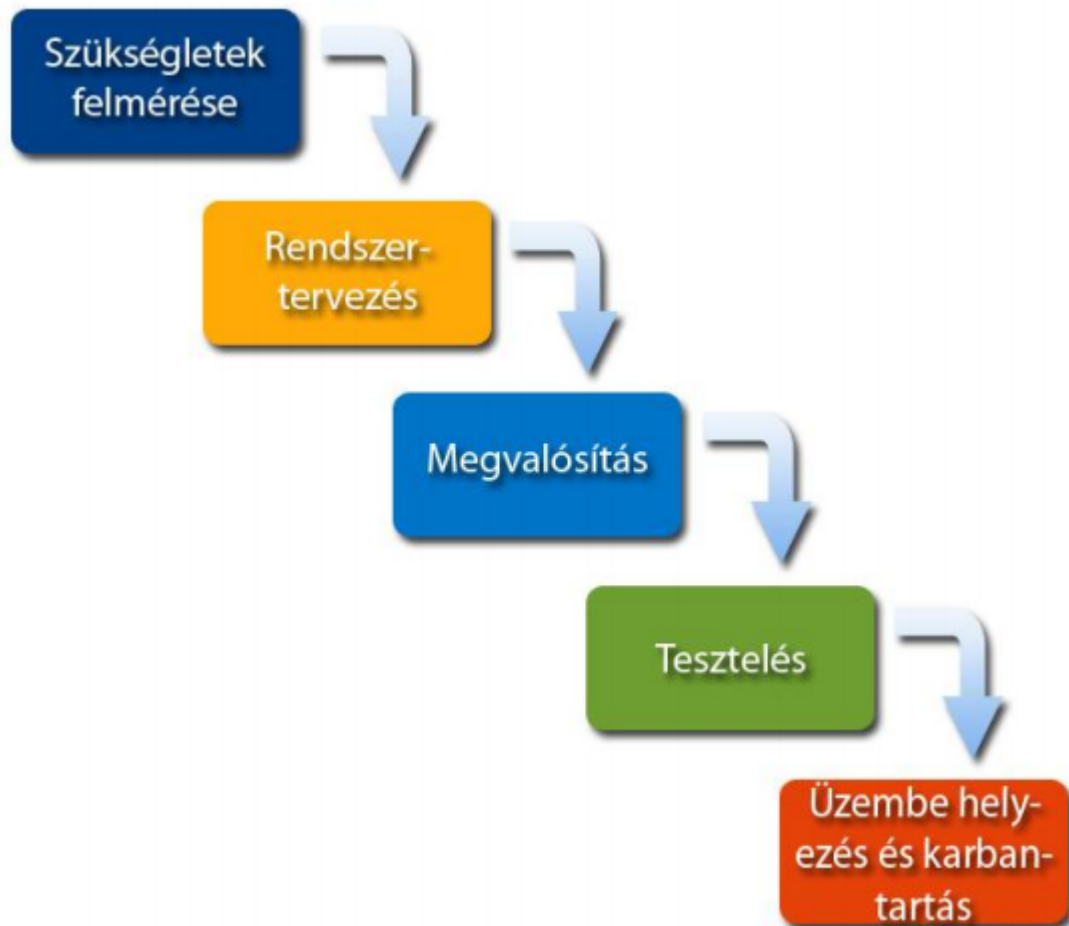 Szükségletek
felmérése
Rendszer-
tervezés
Megvalósítás
Tesztelés
Üzembe hely-
ezés és karban-
tartás